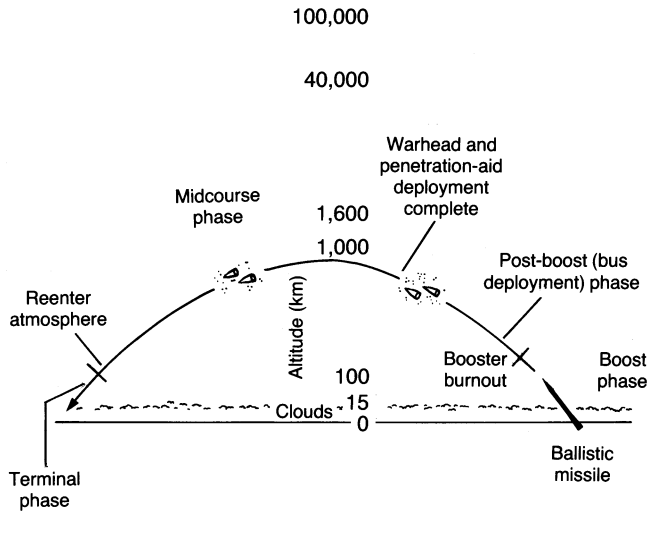 100,000
40,000
Warhead and
penetration-aid
deployment
complete
Midcourse
phase
1,600
1,000
Post-boost (bus
deployment) phase
Reenter
atmosphere
Altitude (km)
Booster
burnout
Boost
phase
100
15
Clouds
0
Ballistic
missile
Terminal
phase